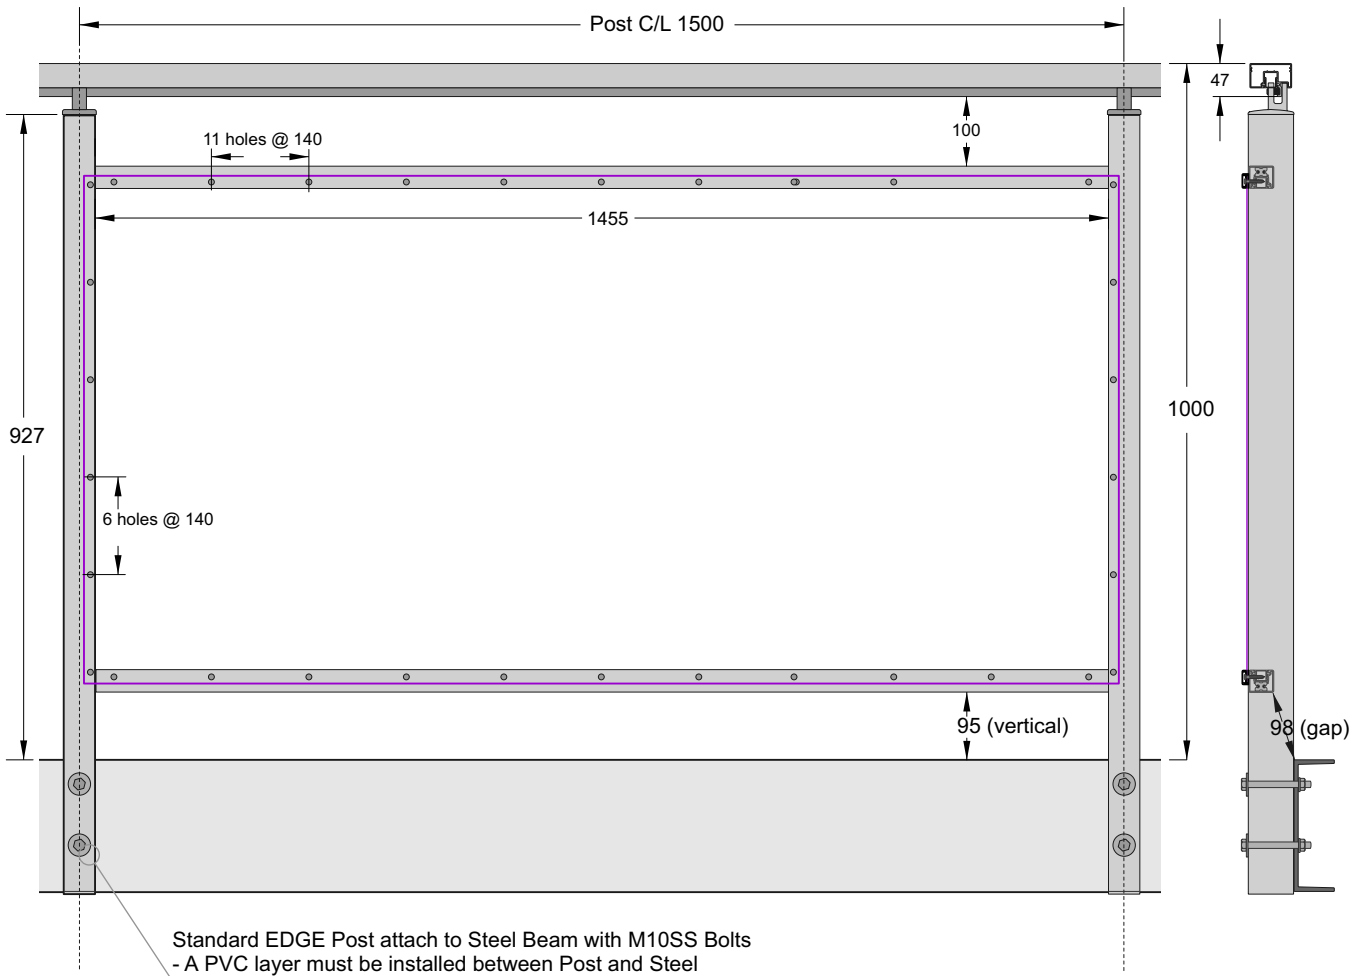 Post C/L 1500
47
11 holes @ 140
100
1455
1000
927
6 holes @ 140
95 (vertical)
98 (gap)
Standard EDGE Post attach to Steel Beam with M10SS Bolts
- A PVC layer must be installed between Post and Steel